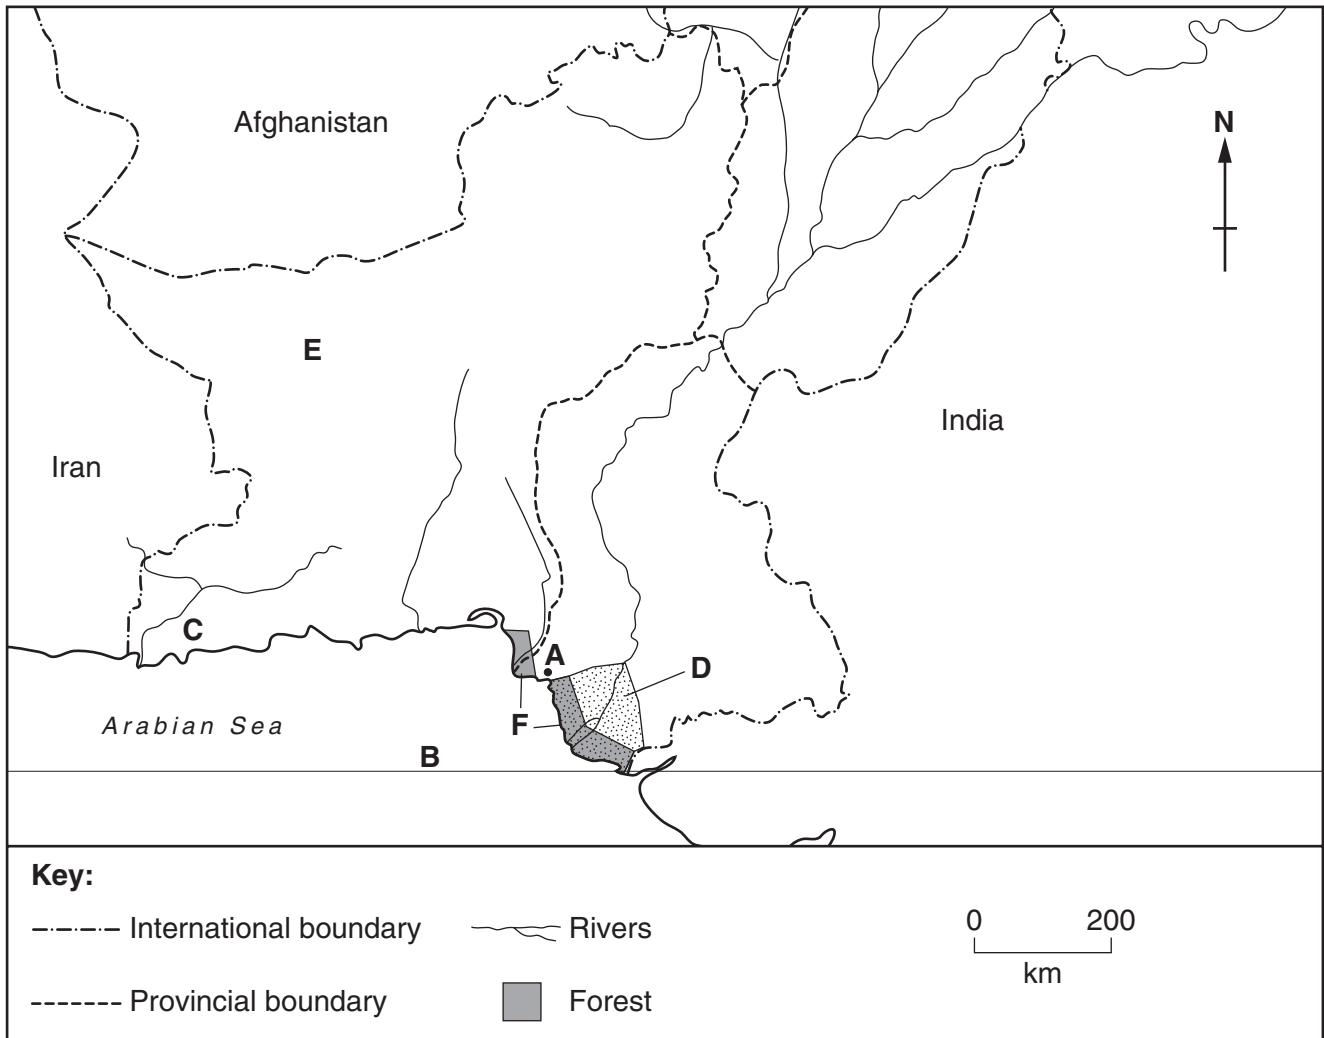 Afghanistan
N
E
India
Iran
C
A
D
F
Arabian Sea
B
Key:
International boundary
Rivers
0 200
km
Provincial boundary
Forest